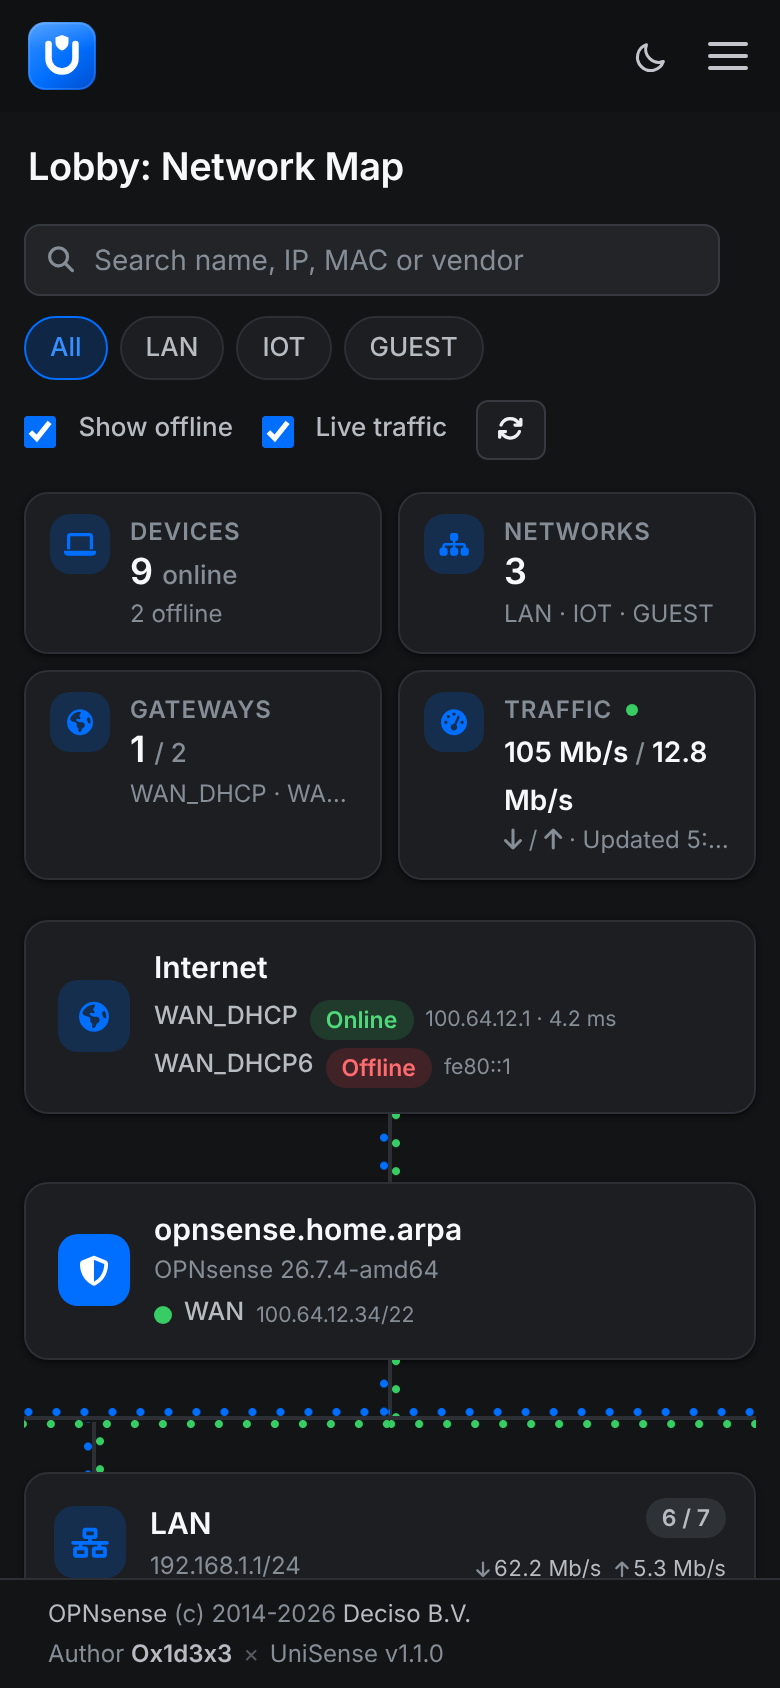 Lobby: Network Map
Search name, IP, MAC or vendor
All LAN IOT GUEST
Show offline Live traffic
DEVICES
9 online
2 offline
NETWORKS
3
LAN · IOT · GUEST
GATEWAYS
1 / 2
WAN_DHCP · WA...
TRAFFIC
105 Mb/s / 12.8
Mb/s
↓ / ↑ · Updated 5:...
Internet
WAN_DHCP Online 100.64.12.1 · 4.2 ms
WAN_DHCP6 Offline fe80::1
opnsense.home.arpa
OPNsense 26.7.4-amd64
WAN 100.64.12.34/22
LAN 6 / 7
192.168.1.1/24 ↓62.2 Mb/s ↑5.3 Mb/s
OPNsense (c) 2014-2026 Deciso B.V.
Author Ox1d3x3 × UniSense v1.1.0